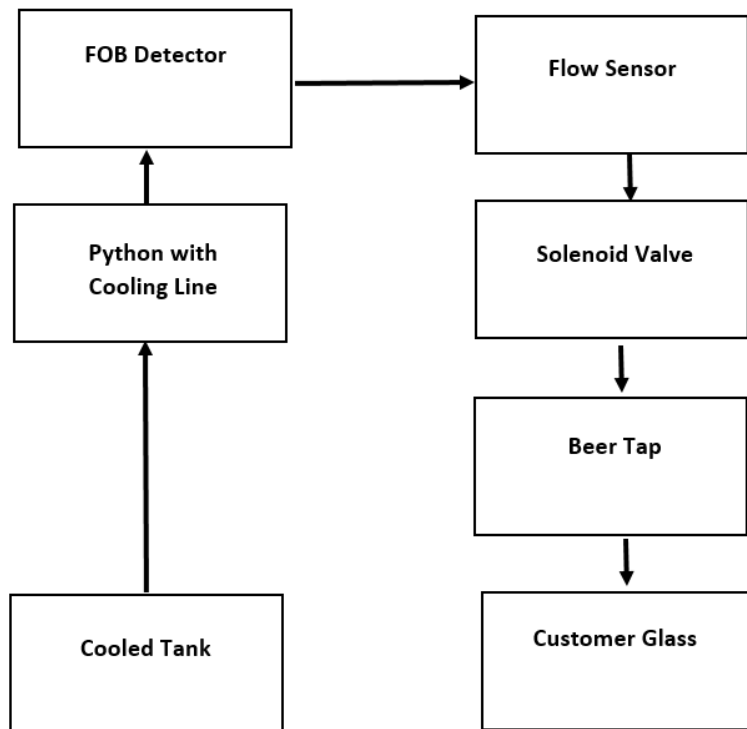 FOB Detector
Flow Sensor
Python with
Cooling Line
Solenoid Valve
Beer Tap
Cooled Tank
Customer Glass